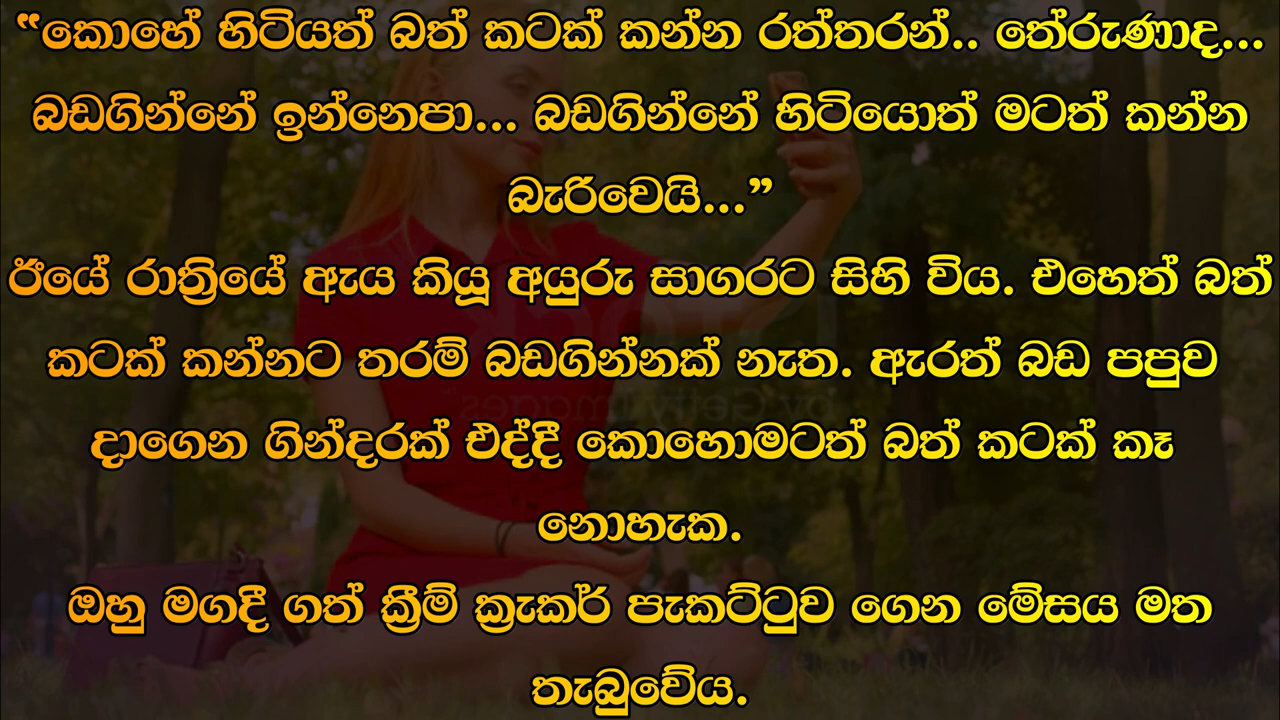 “කොහේ හිටියත් බත් කටක් කන්න රත්තරන්.. තේරුණාද...
බඩගින්නේ ඉන්නෙපා... බඩගින්නේ හිටියොත් මටත් කන්න
බැරිවෙයි...”
ඊයේ රාත්‍රියේ ඇය කියූ අයුරු සාගරට සිහි විය. එහෙත් බත්
කටක් කන්නට තරම් බඩගින්නක් නැත. ඇරත් බඩ පපුව
දාගෙන ගින්දරක් එද්දී කොහොමටත් බත් කටක් කෑ
නොහැක.
ඔහු මගදී ගත් ක්‍රීම් ක්‍රැකර් පැකට්ටුව ගෙන මේසය මත
තැබුවේය.